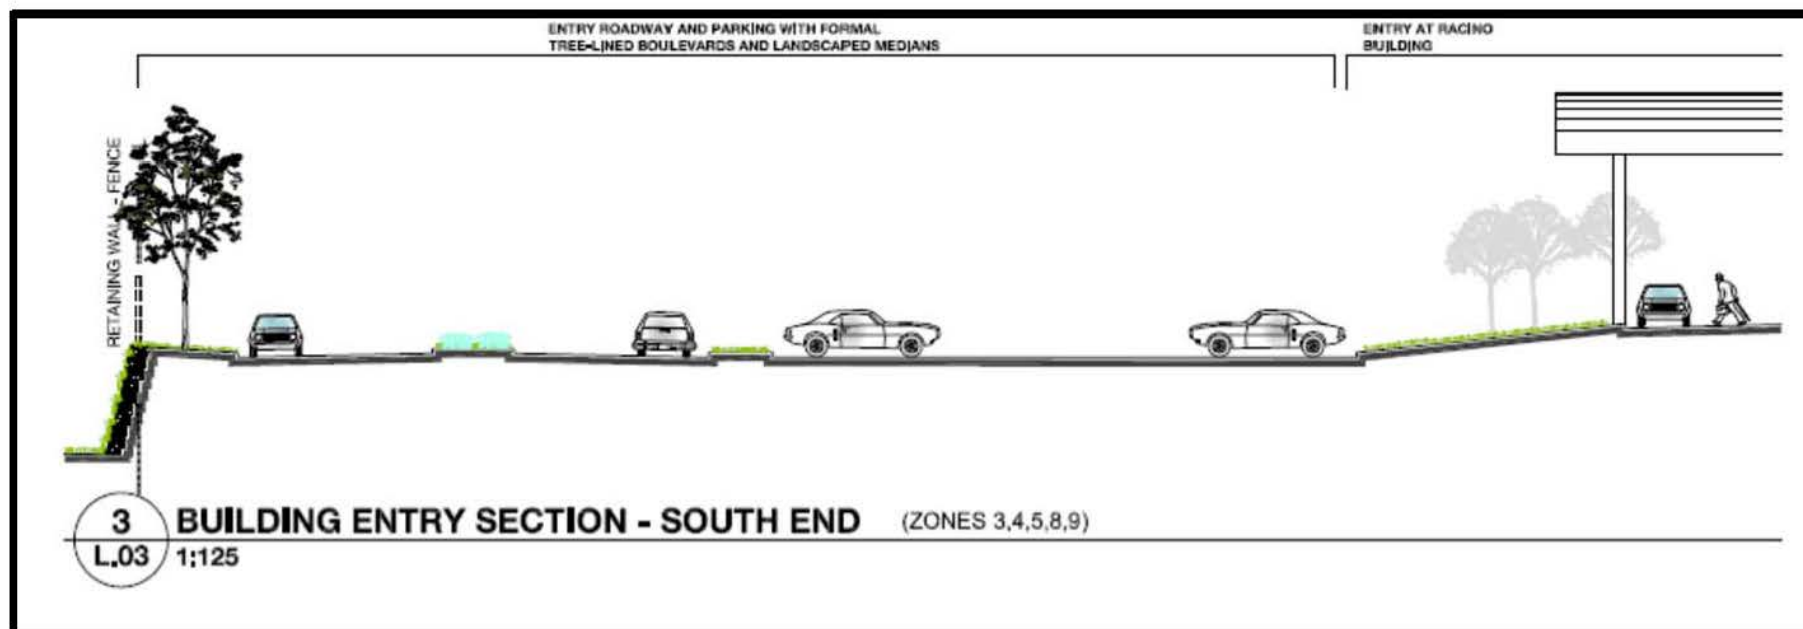 ENTRY ROADWAY AND PARKING WITH FORMAL
TREE-LINED BOULEVARDS AND LANDSCAPED MEDIANS
ENTRY AT RACINO
BUILDING
RETAINING WALL - FENCE
3
L.03
BUILDING ENTRY SECTION - SOUTH END (ZONES 3,4,5,8,9)
1:125